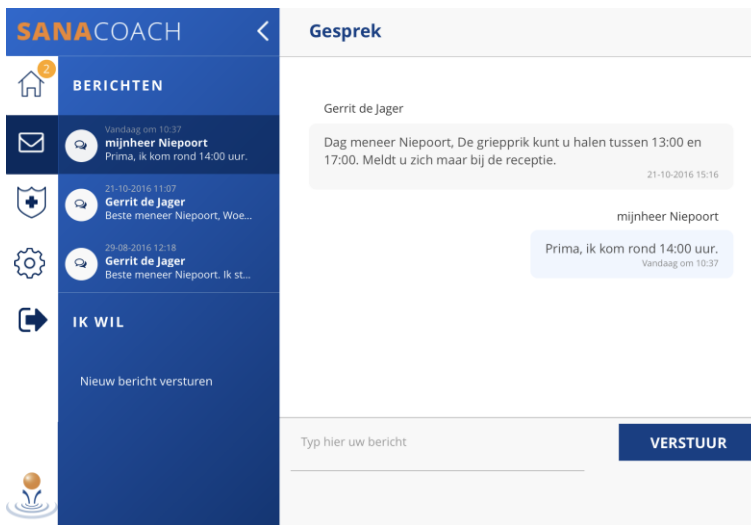 SANACOACH
2
BERICHTEN
Vandaag om 10:37
mijnheer Niepoort
Prima, ik kom rond 14:00 uur.
21-10-2016 11:07
Gerrit de Jager
Beste meneer Niepoort, Woe...
29-08-2016 12:18
Gerrit de Jager
Beste meneer Niepoort. Ik st...
IK WIL
Nieuw bericht versturen
Gesprek
Gerrit de Jager
Dag meneer Niepoort, De griepprik kunt u halen tussen 13:00 en
17:00. Meldt u zich maar bij de receptie.
21-10-2016 15:16
mijnheer Niepoort
Prima, ik kom rond 14:00 uur.
Vandaag om 10:37
Typ hier uw bericht
VERSTUUR